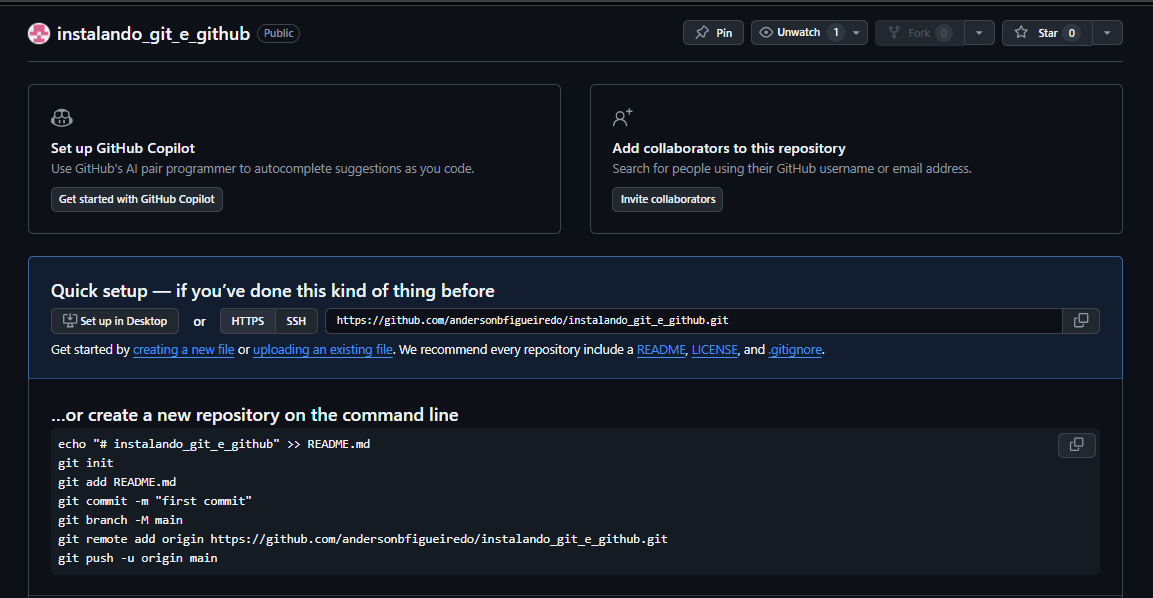 instalando_git_e_github Public Pin Unwatch 1 Fork 0 Star 0
Set up GitHub Copilot
Use GitHub's AI pair programmer to autocomplete suggestions as you code.
Get started with GitHub Copilot
Add collaborators to this repository
Search for people using their GitHub username or email address.
Invite collaborators
Quick setup — if you’ve done this kind of thing before
Set up in Desktop or HTTPS SSH https://github.com/andersonbfigueiredo/instalando_git_e_github.git
Get started by creating a new file or uploading an existing file. We recommend every repository include a README, LICENSE, and .gitignore.
…or create a new repository on the command line
echo "# instalando_git_e_github" >> README.md
git init
git add README.md
git commit -m "first commit"
git branch -M main
git remote add origin https://github.com/andersonbfigueiredo/instalando_git_e_github.git
git push -u origin main